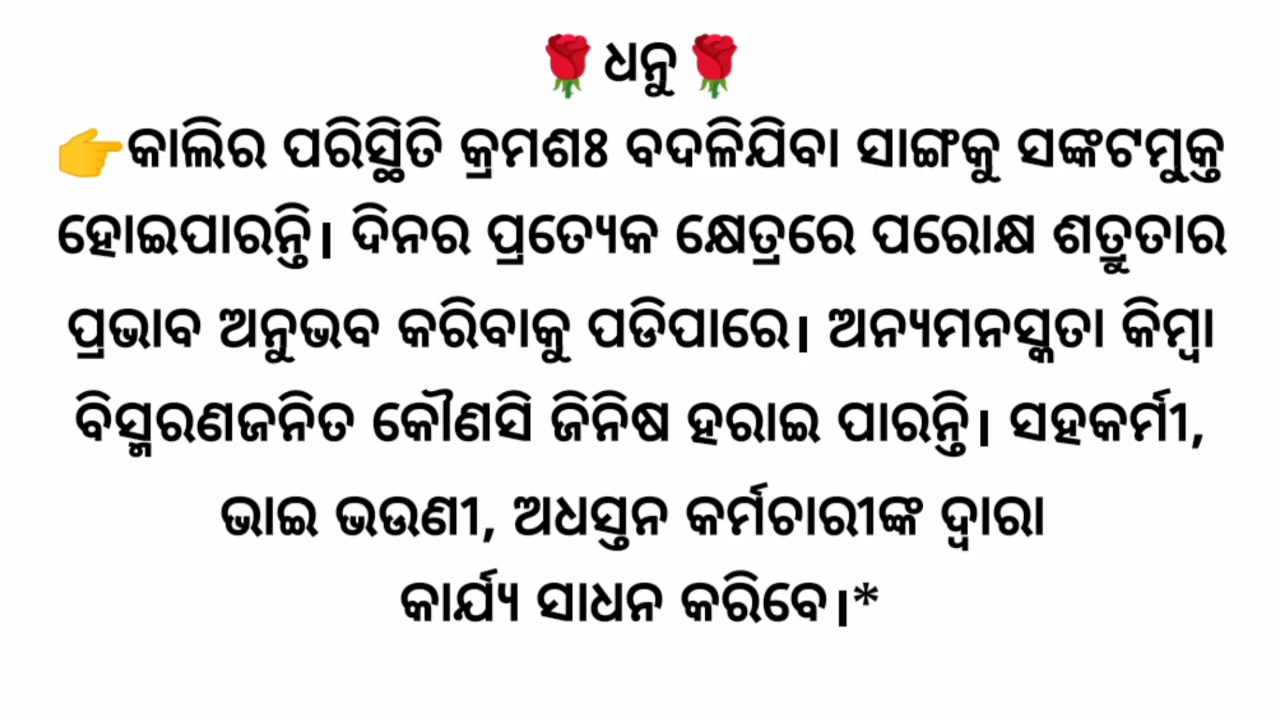 🌹ଧନୁ🌹
👉କାଲିର ପରିସ୍ଥିତି କ୍ରମଶଃ ବଦଳିଯିବା ସାଙ୍ଗକୁ ସଙ୍କଟମୁକ୍ତ
ହୋଇପାରନ୍ତି। ଦିନର ପ୍ରତ୍ୟେକ କ୍ଷେତ୍ରରେ ପରୋକ୍ଷ ଶତ୍ରୁତାର
ପ୍ରଭାବ ଅନୁଭବ କରିବାକୁ ପଡିପାରେ। ଅନ୍ୟମନସ୍କତା କିମ୍ବା
ବିସ୍ମରଣଜନିତ କୌଣସି ଜିନିଷ ହରାଇ ପାରନ୍ତି। ସହକର୍ମୀ,
ଭାଇ ଭଉଣୀ, ଅଧସ୍ତନ କର୍ମଚାରୀଙ୍କ ଦ୍ୱାରା
କାର୍ଯ୍ୟ ସାଧନ କରିବେ।*